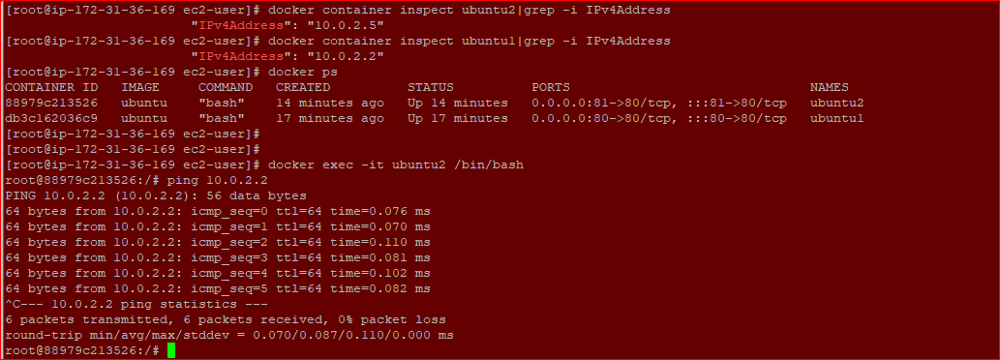 [root@ip-172-31-36-169 ec2-user]# docker container inspect ubuntu2|grep -i IPv4Address
"IPv4Address": "10.0.2.5"
[root@ip-172-31-36-169 ec2-user]# docker container inspect ubuntu1|grep -i IPv4Address
"IPv4Address": "10.0.2.2"
[root@ip-172-31-36-169 ec2-user]# docker ps
CONTAINER ID   IMAGE     COMMAND   CREATED          STATUS          PORTS                               NAMES
88979c213526   ubuntu    "bash"    14 minutes ago   Up 14 minutes   0.0.0.0:81->80/tcp, :::81->80/tcp   ubuntu2
db3c162036c9   ubuntu    "bash"    17 minutes ago   Up 17 minutes   0.0.0.0:80->80/tcp, :::80->80/tcp   ubuntu1
[root@ip-172-31-36-169 ec2-user]#
[root@ip-172-31-36-169 ec2-user]#
[root@ip-172-31-36-169 ec2-user]# docker exec -it ubuntu2 /bin/bash
root@88979c213526:/# ping 10.0.2.2
PING 10.0.2.2 (10.0.2.2): 56 data bytes
64 bytes from 10.0.2.2: icmp_seq=0 ttl=64 time=0.076 ms
64 bytes from 10.0.2.2: icmp_seq=1 ttl=64 time=0.070 ms
64 bytes from 10.0.2.2: icmp_seq=2 ttl=64 time=0.110 ms
64 bytes from 10.0.2.2: icmp_seq=3 ttl=64 time=0.081 ms
64 bytes from 10.0.2.2: icmp_seq=4 ttl=64 time=0.102 ms
64 bytes from 10.0.2.2: icmp_seq=5 ttl=64 time=0.082 ms
^C--- 10.0.2.2 ping statistics ---
6 packets transmitted, 6 packets received, 0% packet loss
round-trip min/avg/max/stddev = 0.070/0.087/0.110/0.000 ms
root@88979c213526:/#